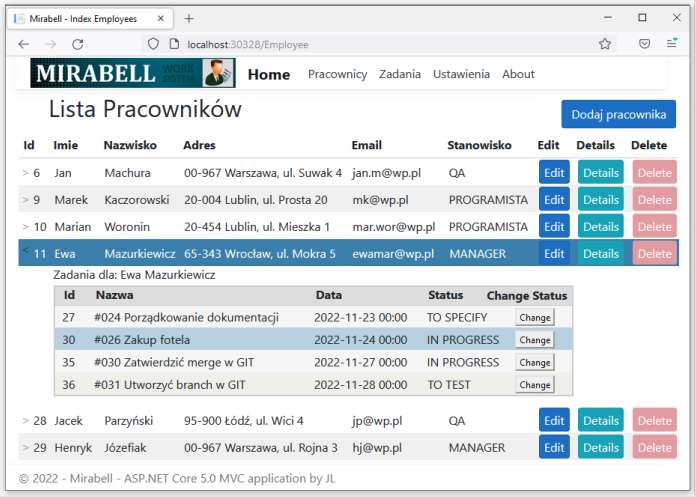 Mirabell - Index Employees
localhost:30328/Employee
MIRABELL WORK SYSTEM Home Pracownicy Zadania Ustawienia About
Lista Pracowników Dodaj pracownika
Id Imie Nazwisko Adres Email Stanowisko Edit Details Delete
> 6 Jan Machura 00-967 Warszawa, ul. Suwak 4 jan.m@wp.pl QA Edit Details Delete
> 9 Marek Kaczorowski 20-004 Lublin, ul. Prosta 20 mk@wp.pl PROGRAMISTA Edit Details Delete
> 10 Marian Woronin 20-454 Lublin, ul. Mieszka 1 mar.wor@wp.pl PROGRAMISTA Edit Details Delete
< 11 Ewa Mazurkiewicz 65-343 Wrocław, ul. Mokra 5 ewamar@wp.pl MANAGER Edit Details Delete
Zadania dla: Ewa Mazurkiewicz
Id Nazwa Data Status Change Status
27 #024 Porządkowanie dokumentacji 2022-11-23 00:00 TO SPECIFY Change
30 #026 Zakup fotela 2022-11-24 00:00 IN PROGRESS Change
35 #030 Zatwierdzić merge w GIT 2022-11-27 00:00 IN PROGRESS Change
36 #031 Utworzyć branch w GIT 2022-11-28 00:00 TO TEST Change
> 28 Jacek Parzyński 95-900 Łódź, ul. Wici 4 jp@wp.pl QA Edit Details Delete
> 29 Henryk Józefiak 00-967 Warszawa, ul. Rojna 3 hj@wp.pl MANAGER Edit Details Delete
© 2022 - Mirabell - ASP.NET Core 5.0 MVC application by JL